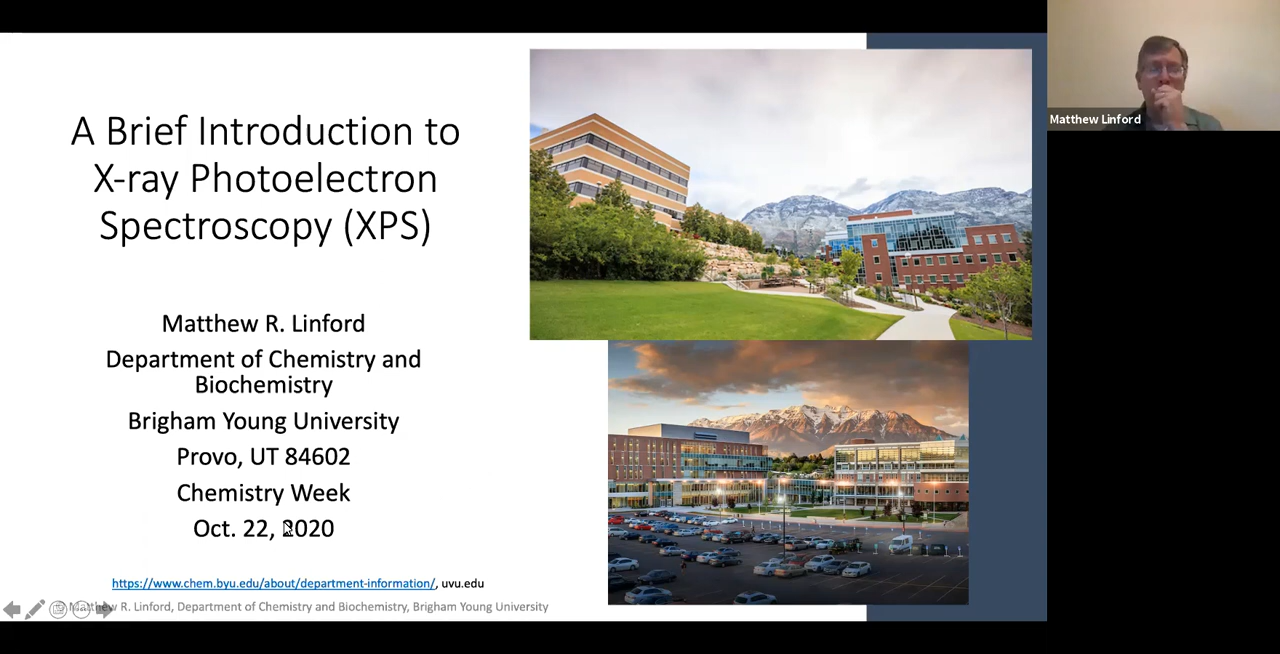 A Brief Introduction to
X-ray Photoelectron
Spectroscopy (XPS)
Matthew R. Linford
Department of Chemistry and
Biochemistry
Brigham Young University
Provo, UT 84602
Chemistry Week
Oct. 22, 2020
https://www.chem.byu.edu/about/department-information/, uvu.edu
Matthew R. Linford, Department of Chemistry and Biochemistry, Brigham Young University
Matthew Linford